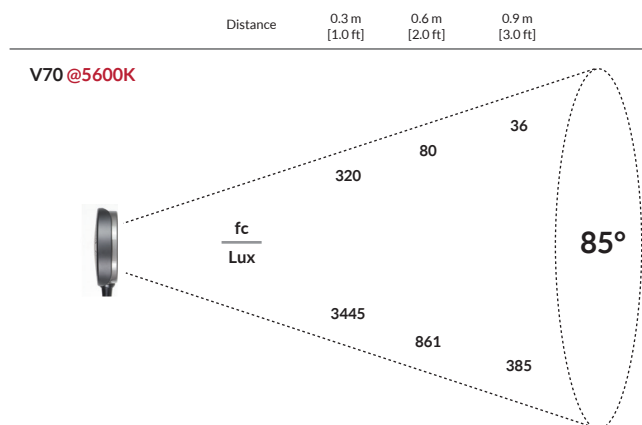 Distance 0.3 m 0.6 m 0.9 m
[1.0 ft] [2.0 ft] [3.0 ft]
V70 @5600K
36
80
320
fc
Lux
85°
3445
861
385